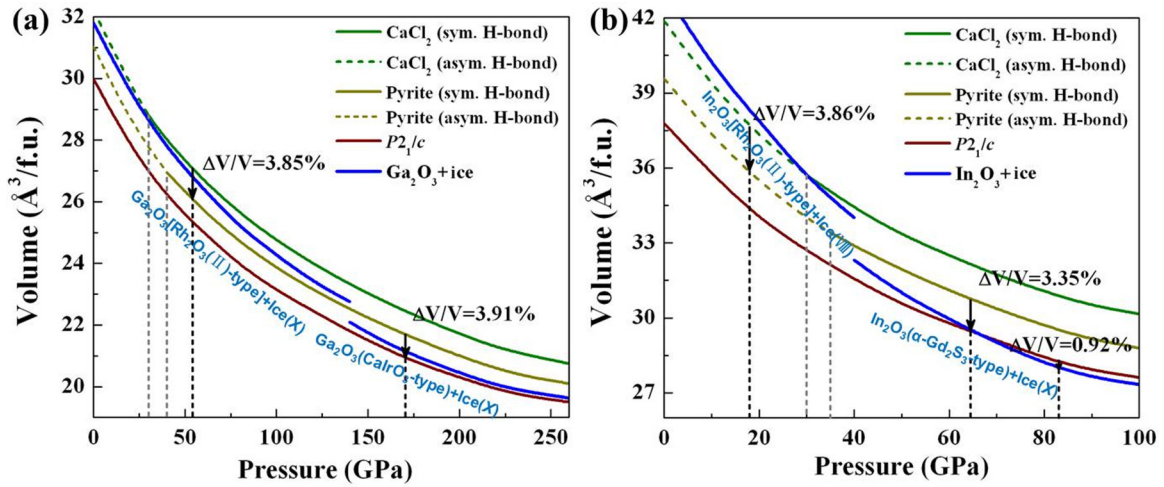 (a)
CaCl2 (sym. H-bond)
CaCl2 (asym. H-bond)
Pyrite (sym. H-bond)
Pyrite (asym. H-bond)
P21/c
Ga2O3+ice
ΔV/V=3.85%
ΔV/V=3.91%
Ga2O3[Rh2O3(II)-type]+Ice(X)
Ga2O3(CaIrO3-type)+Ice(X)
Volume (Å3/f.u.)
32
30
28
26
24
22
20
0
50
100
150
200
250
Pressure (GPa)
(b)
CaCl2 (sym. H-bond)
CaCl2 (asym. H-bond)
Pyrite (sym. H-bond)
Pyrite (asym. H-bond)
P21/c
In2O3+ice
ΔV/V=3.86%
ΔV/V=3.35%
ΔV/V=0.92%
In2O3[Rh2O3(II)-type]+Ice(VIII)
In2O3(α-Gd2S3-type)+Ice(X)
Volume (Å3/f.u.)
42
39
36
33
30
27
0
20
40
60
80
100
Pressure (GPa)